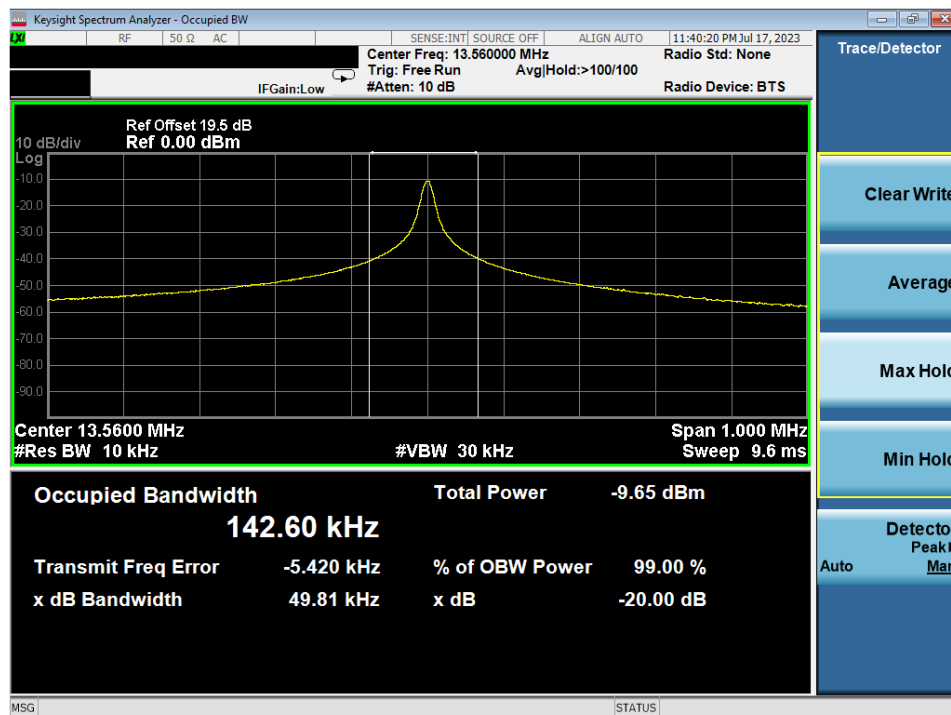 Keysight Spectrum Analyzer - Occupied BW
LXI RF 50 Ω AC SENSE:INT SOURCE OFF ALIGN AUTO 11:40:20 PM Jul 17, 2023
Center Freq: 13.560000 MHz Radio Std: None
Trig: Free Run Avg|Hold:>100/100
IFGain:Low #Atten: 10 dB Radio Device: BTS
Ref Offset 19.5 dB
10 dB/div Ref 0.00 dBm
Log
-10.0
-20.0
-30.0
-40.0
-50.0
-60.0
-70.0
-80.0
-90.0
Center 13.5600 MHz Span 1.000 MHz
#Res BW 10 kHz #VBW 30 kHz Sweep 9.6 ms
Occupied Bandwidth Total Power -9.65 dBm
142.60 kHz
Transmit Freq Error -5.420 kHz % of OBW Power 99.00 %
x dB Bandwidth 49.81 kHz x dB -20.00 dB
MSG STATUS
Trace/Detector
Clear Write
Average
Max Hold
Min Hold
Detecto
Peak
Auto Man